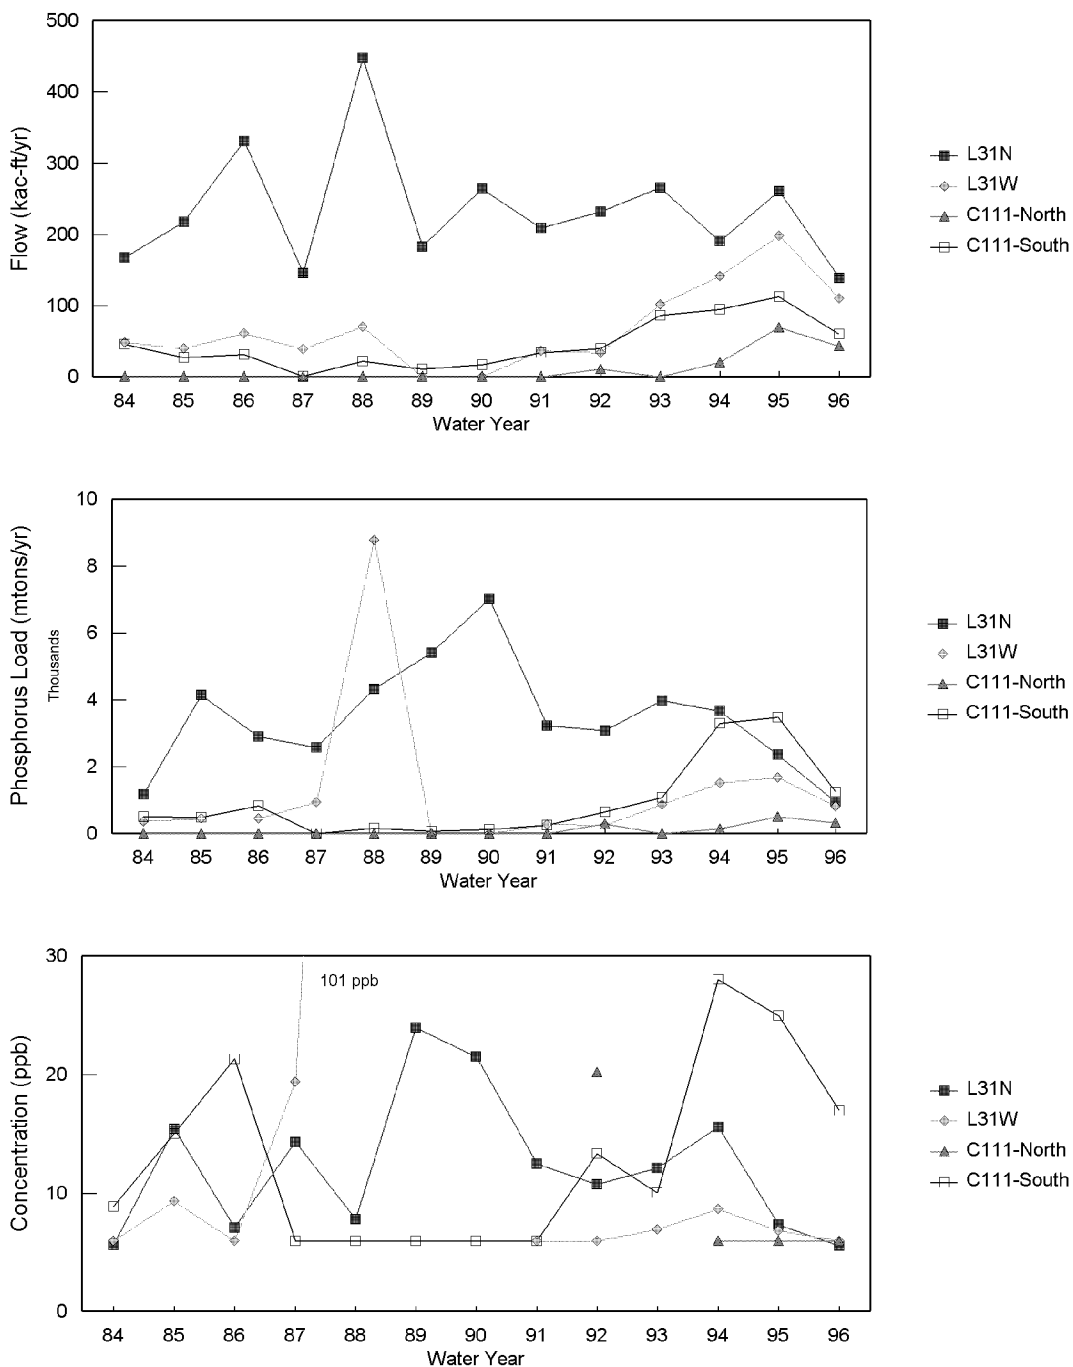 500
400
300
200
100
0
Flow (kac-ft/yr)
84 85 86 87 88 89 90 91 92 93 94 95 96
Water Year
L31N
L31W
C111-North
C111-South
10
8
6
4
2
0
Phosphorus Load (mtons/yr)
Thousands
84 85 86 87 88 89 90 91 92 93 94 95 96
Water Year
L31N
L31W
C111-North
C111-South
30
20
10
0
Concentration (ppb)
101 ppb
84 85 86 87 88 89 90 91 92 93 94 95 96
Water Year
L31N
L31W
C111-North
C111-South